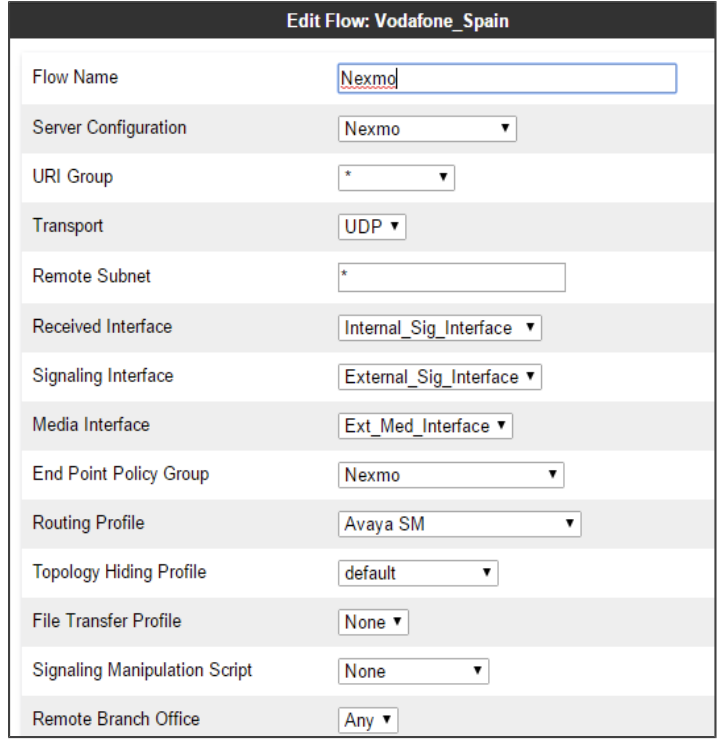 Edit Flow: Vodafone_Spain
Flow Name Nexmo
Server Configuration Nexmo
URI Group *
Transport UDP
Remote Subnet *
Received Interface Internal_Sig_Interface
Signaling Interface External_Sig_Interface
Media Interface Ext_Med_Interface
End Point Policy Group Nexmo
Routing Profile Avaya SM
Topology Hiding Profile default
File Transfer Profile None
Signaling Manipulation Script None
Remote Branch Office Any